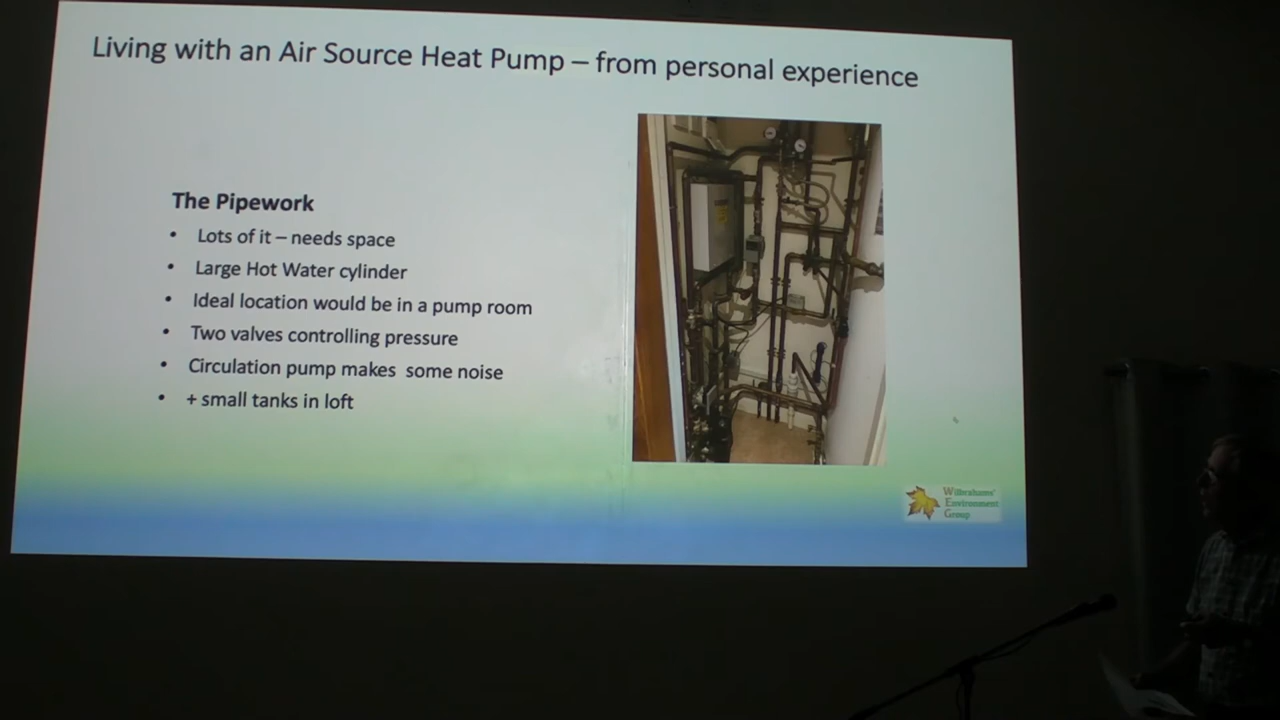 Living with an Air Source Heat Pump – from personal experience
The Pipework
• Lots of it – needs space
• Large Hot Water cylinder
• Ideal location would be in a pump room
• Two valves controlling pressure
• Circulation pump makes  some noise
• + small tanks in loft
Environment
Group